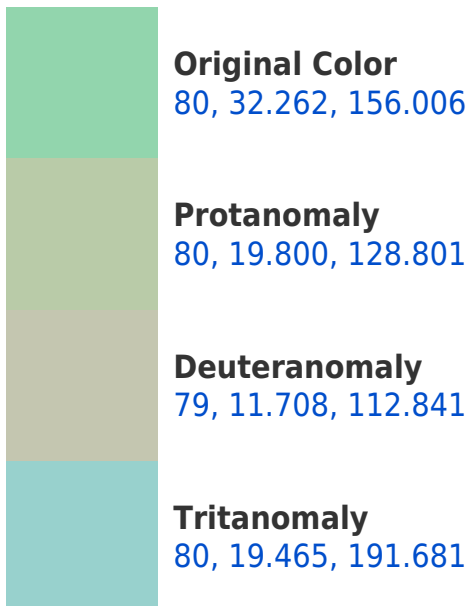 Original Color
80, 32.262, 156.006
Protanomaly
80, 19.800, 128.801
Deuteranomaly
79, 11.708, 112.841
Tritanomaly
80, 19.465, 191.681